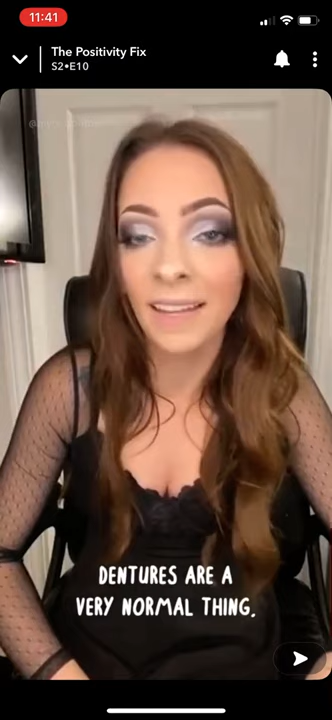 11:41
The Positivity Fix
S2•E10
DENTURES ARE A
VERY NORMAL THING.